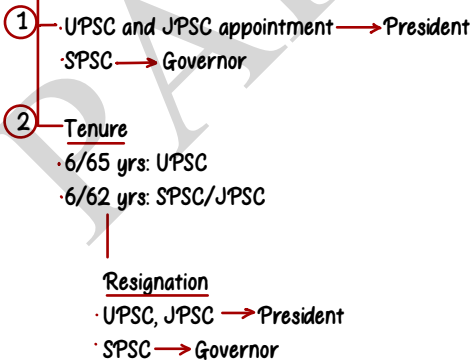 1 · UPSC and JPSC appointment → President
· SPSC → Governor
2 Tenure
· 6/65 yrs: UPSC
· 6/62 yrs: SPSC/JPSC
Resignation
· UPSC, JPSC → President
· SPSC → Governor